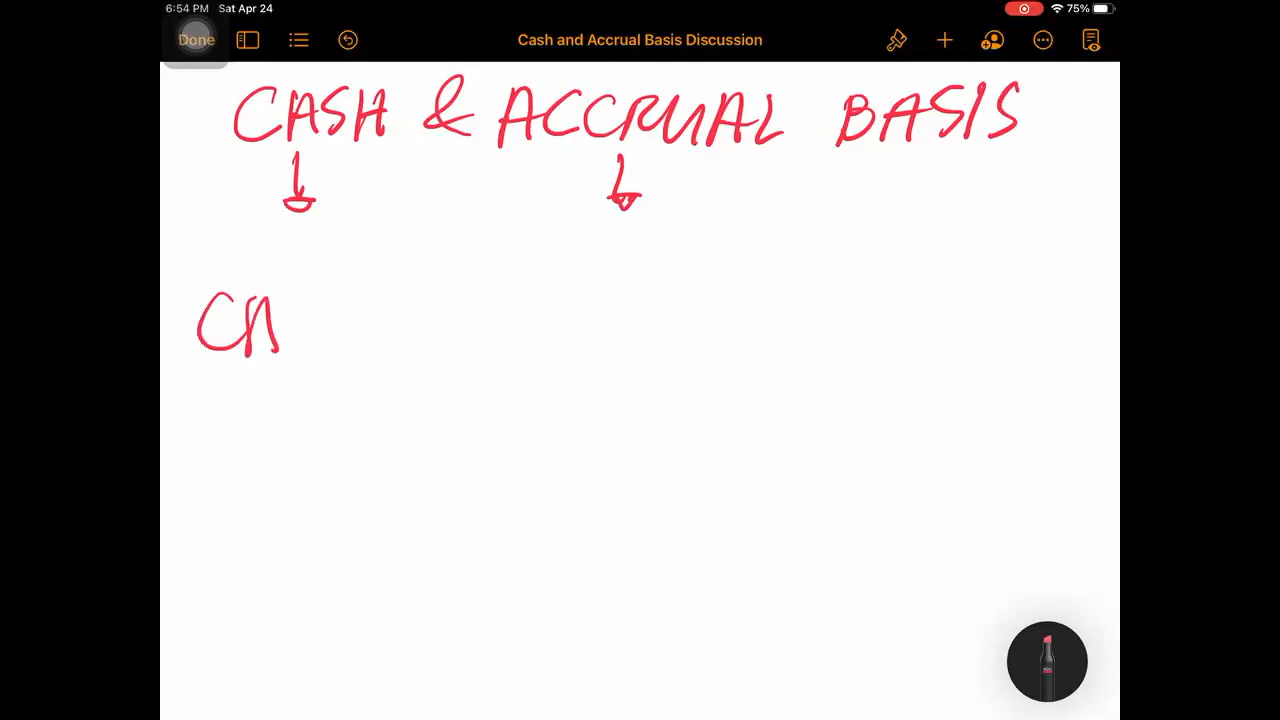 6:54 PM Sat Apr 24 75%
Done Cash and Accrual Basis Discussion
CASH & ACCRUAL BASIS
CA